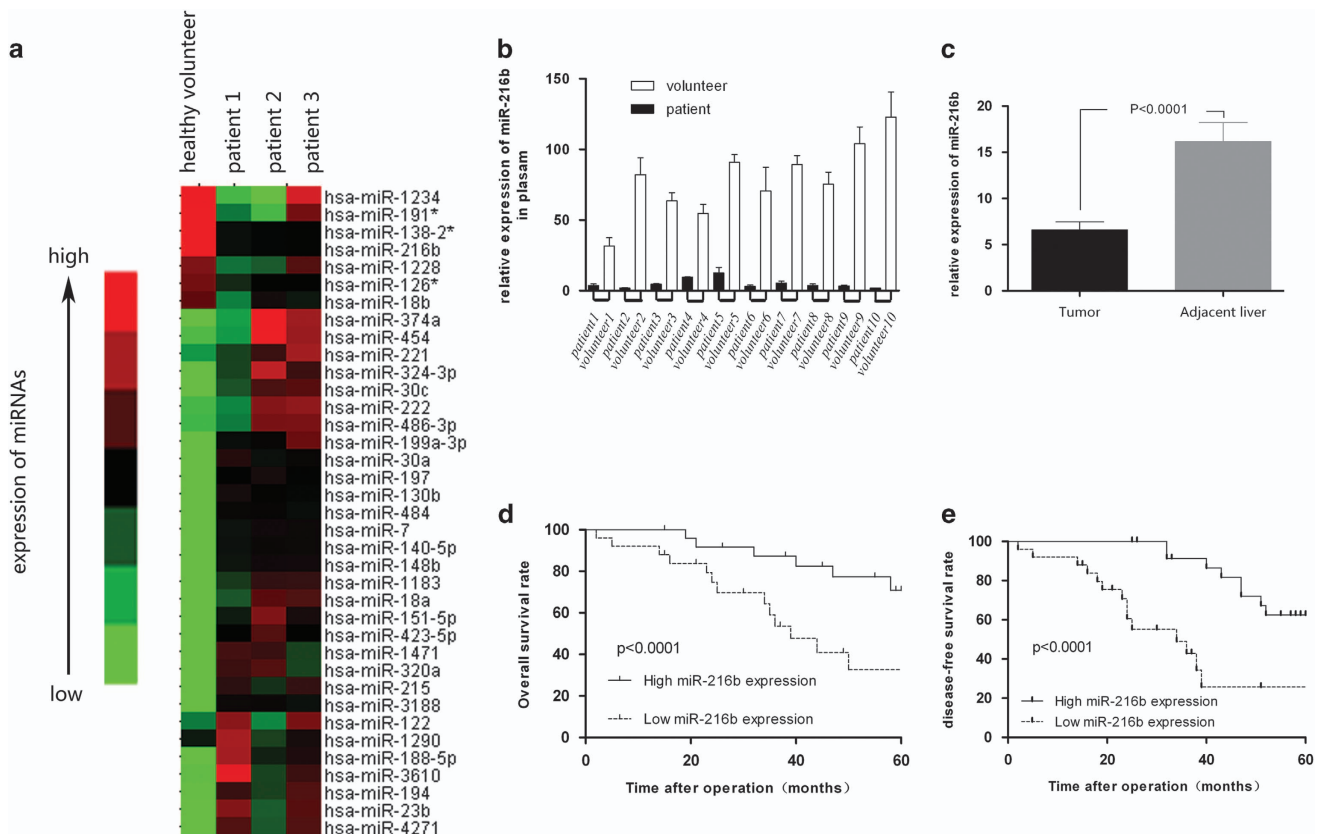 a
healthy volunteer
patient 1
patient 2
patient 3
high
expression of miRNAs
low
hsa-miR-1234
hsa-miR-191*
hsa-miR-138-2*
hsa-miR-216b
hsa-miR-1228
hsa-miR-126*
hsa-miR-18b
hsa-miR-374a
hsa-miR-454
hsa-miR-221
hsa-miR-324-3p
hsa-miR-30c
hsa-miR-222
hsa-miR-486-3p
hsa-miR-199a-3p
hsa-miR-30a
hsa-miR-197
hsa-miR-130b
hsa-miR-484
hsa-miR-7
hsa-miR-140-5p
hsa-miR-148b
hsa-miR-1183
hsa-miR-18a
hsa-miR-151-5p
hsa-miR-423-5p
hsa-miR-1471
hsa-miR-320a
hsa-miR-215
hsa-miR-3188
hsa-miR-122
hsa-miR-1290
hsa-miR-188-5p
hsa-miR-3610
hsa-miR-194
hsa-miR-23b
hsa-miR-4271
b
relative expression of miR-216b
in plasam
150
100
50
0
volunteer
patient
patient1
volunteer1
patient2
volunteer2
patient3
volunteer3
patient4
volunteer4
patient5
volunteer5
patient6
volunteer6
patient7
volunteer7
patient8
volunteer8
patient9
volunteer9
patient10
volunteer10
c
relative expression of miR-216b
20
15
10
5
0
P<0.0001
Tumor
Adjacent liver
d
Overall survival rate
100
80
60
40
20
0
p<0.0001
High miR-216b expression
Low miR-216b expression
0
20
40
60
Time after operation（months）
e
disease-free survival rate
100
80
60
40
20
0
p<0.0001
High miR-216b expression
Low miR-216b expression
0
20
40
60
Time after operation（months）